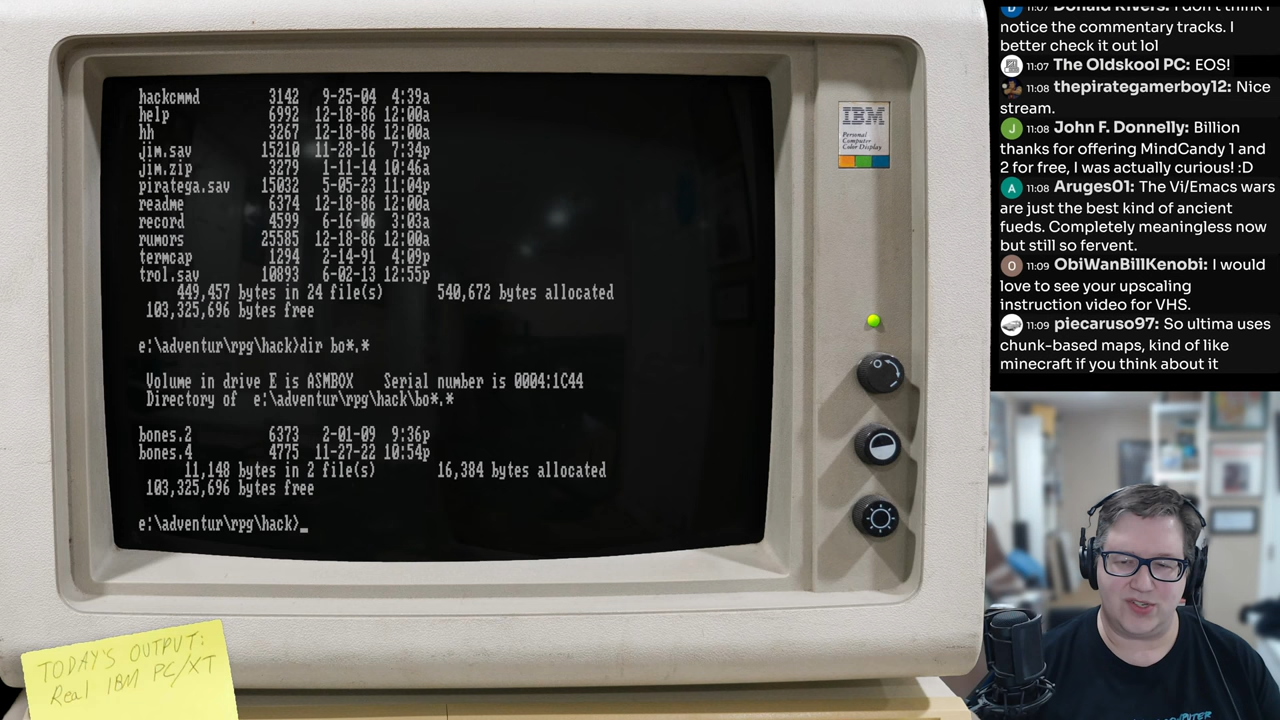 hackcmmd 3142 9-25-04 4:39a
help 6992 12-18-86 12:00a
hh 3267 12-18-86 12:00a
jim.sav 15210 11-28-16 7:34p
jim.zip 3279 1-11-14 10:46a
piratega.sav 15032 5-05-23 11:04p
readme 6374 12-18-86 12:00a
record 4599 6-16-06 3:03a
rumors 25585 12-18-86 12:00a
termcap 1294 2-14-91 4:09p
trol.sav 10893 6-02-13 12:55p
449,457 bytes in 24 file(s) 540,672 bytes allocated
103,325,696 bytes free
e:\adventur\rpg\hack>dir bo*.*
Volume in drive E is ASMBOX Serial number is 0004:1C44
Directory of e:\adventur\rpg\hack\bo*.*
bones.2 6373 2-01-09 9:36p
bones.4 4775 11-27-22 10:54p
11,148 bytes in 2 file(s) 16,384 bytes allocated
103,325,696 bytes free
e:\adventur\rpg\hack>_
IBM
Personal
Computer
Color Display
TODAY'S OUTPUT:
Real IBM PC/XT
11:07 Donald Rivers: I don't think I
notice the commentary tracks. I
better check it out lol
11:07 The Oldskool PC: EOS!
11:08 thepirategamerboy12: Nice
stream.
J 11:08 John F. Donnelly: Billion
thanks for offering MindCandy 1 and
2 for free, I was actually curious! :D
A 11:08 Aruges01: The Vi/Emacs wars
are just the best kind of ancient
fueds. Completely meaningless now
but still so fervent.
O 11:09 ObiWanBillKenobi: I would
love to see your upscaling
instruction video for VHS.
11:09 piecaruso97: So ultima uses
chunk-based maps, kind of like
minecraft if you think about it